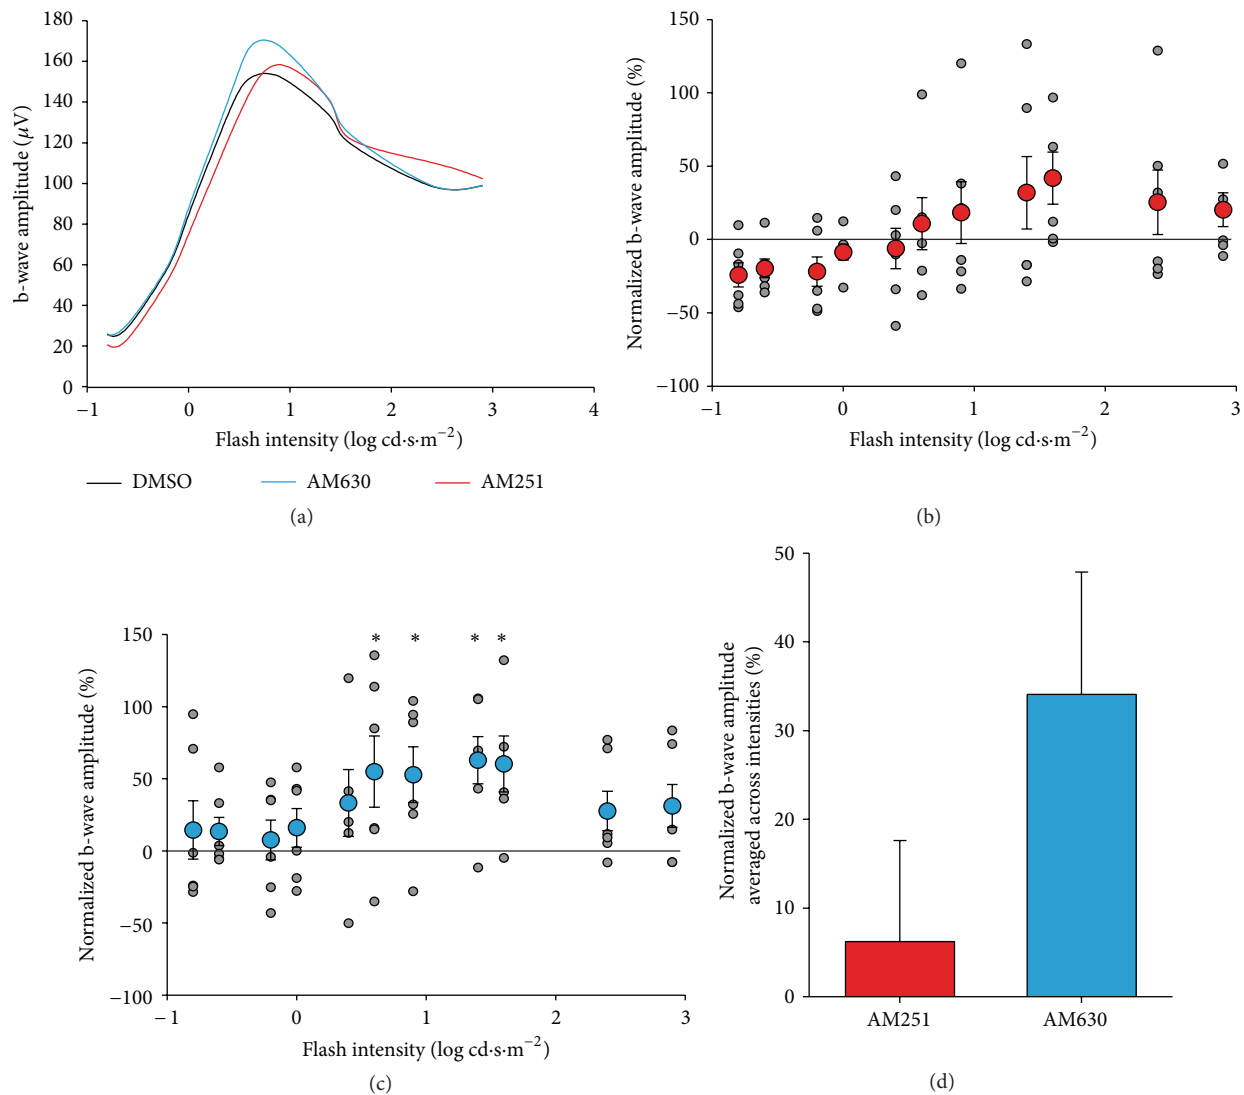 180
160
140
120
100
80
60
40
20
0
b-wave amplitude (μV)
−1 0 1 2 3 4
Flash intensity (log cd·s·m−2)
DMSO AM630 AM251
(a)
150
100
50
0
−50
−100
Normalized b-wave amplitude (%)
−1 0 1 2 3
Flash intensity (log cd·s·m−2)
(b)
150
100
50
0
−50
−100
Normalized b-wave amplitude (%)
* * * *
−1 0 1 2 3
Flash intensity (log cd·s·m−2)
(c)
50
40
30
20
10
0
Normalized b-wave amplitude
averaged across intensities (%)
AM251 AM630
(d)